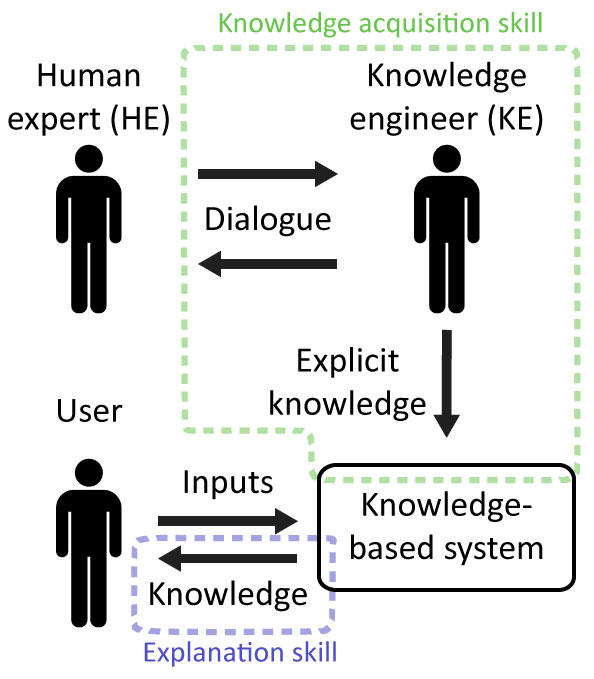 Knowledge acquisition skill
Human
expert (HE)
Knowledge
engineer (KE)
Dialogue
Explicit
knowledge
User
Inputs
Knowledge-
based system
Knowledge
Explanation skill